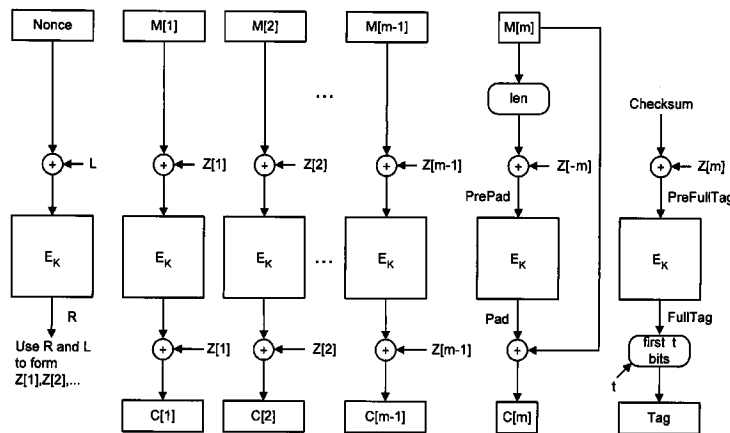 Nonce
M[1]
M[2]
M[m-1]
M[m]
...
len
Checksum
+
L
+
Z[1]
+
Z[2]
+
Z[m-1]
+
Z[-m]
+
Z[m]
PrePad
PreFullTag
E_K
E_K
E_K
...
E_K
E_K
E_K
R
Pad
FullTag
Use R and L
to form
Z[1],Z[2],...
+
Z[1]
+
Z[2]
+
Z[m-1]
+
first t
bits
t
C[1]
C[2]
C[m-1]
C[m]
Tag